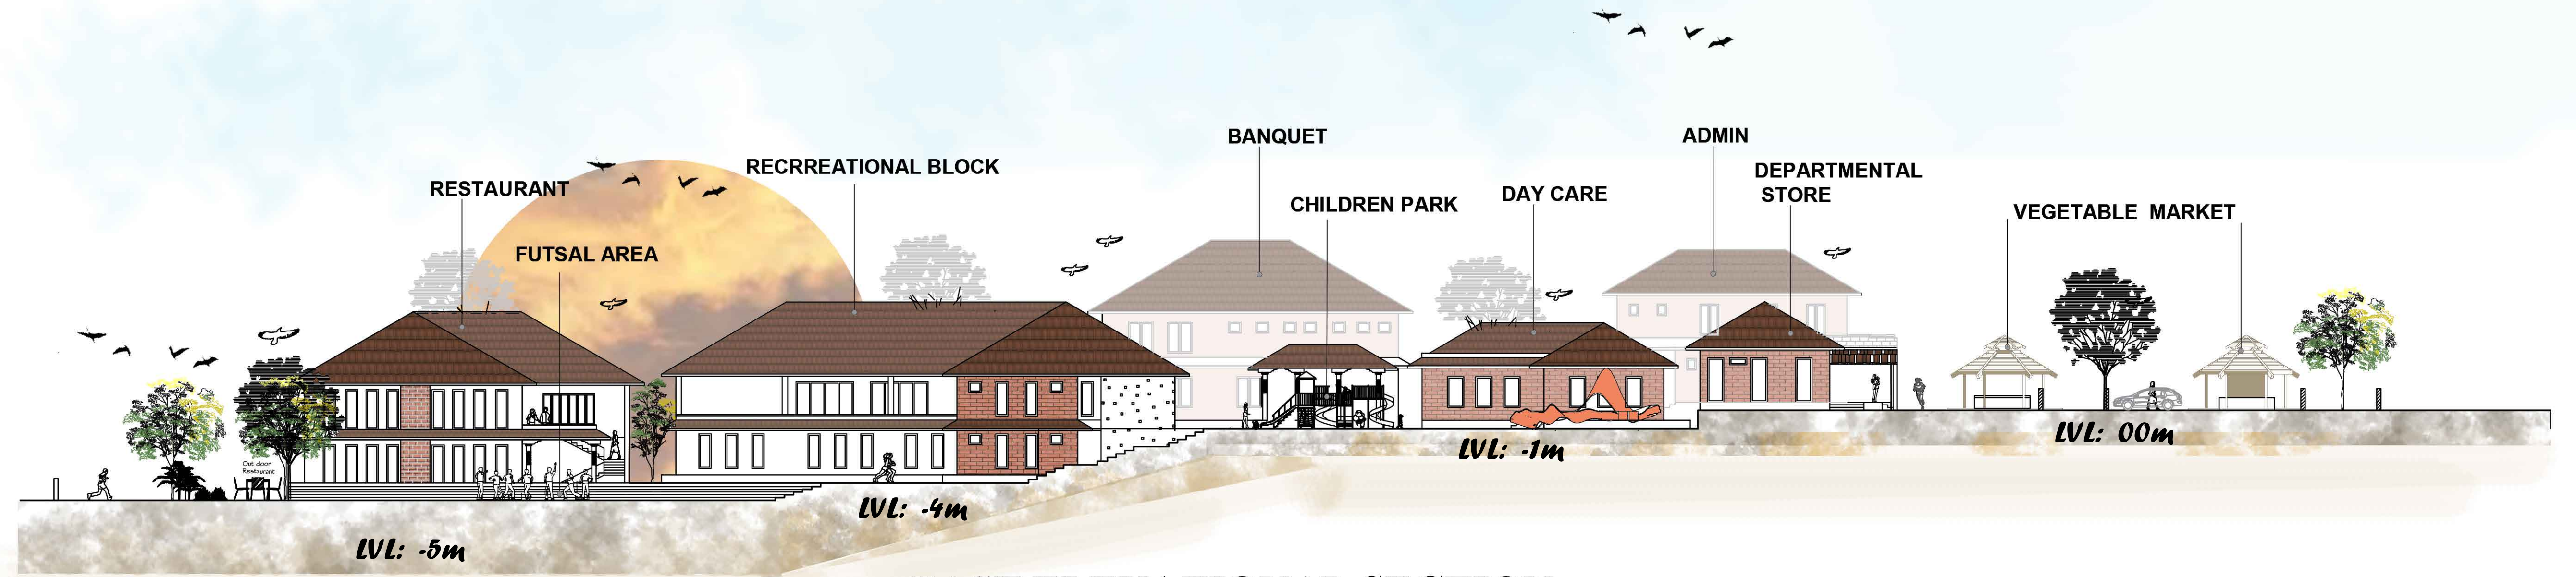 BANQUET
ADMIN
RECRREATIONAL BLOCK
DEPARTMENTAL
STORE
RESTAURANT
DAY CARE
CHILDREN PARK
VEGETABLE MARKET
FUTSAL AREA
Out door
Restaurant
LVL: 00m
LVL: -1m
LVL: -4m
LVL: -5m